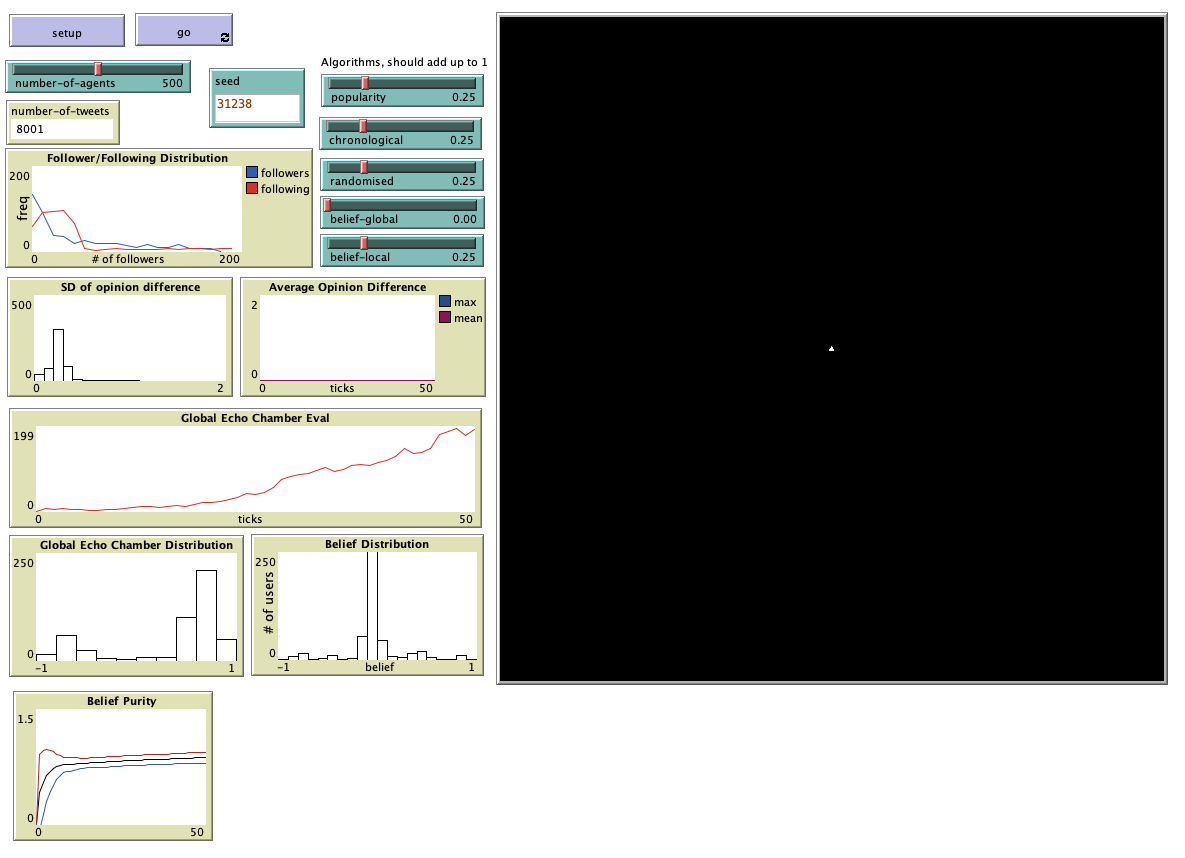 setup
go
number-of-agents 500
seed
31238
number-of-tweets
8001
Algorithms, should add up to 1
popularity 0.25
chronological 0.25
randomised 0.25
belief-global 0.00
belief-local 0.25
Follower/Following Distribution
200
freq
0
0 # of followers 200
followers
following
SD of opinion difference
500
0
0 2
Average Opinion Difference
2
0
0 ticks 50
max
mean
Global Echo Chamber Eval
199
0
0 ticks 50
Global Echo Chamber Distribution
250
0
-1 1
Belief Distribution
250
# of users
0
-1 belief 1
Belief Purity
1.5
0
0 50